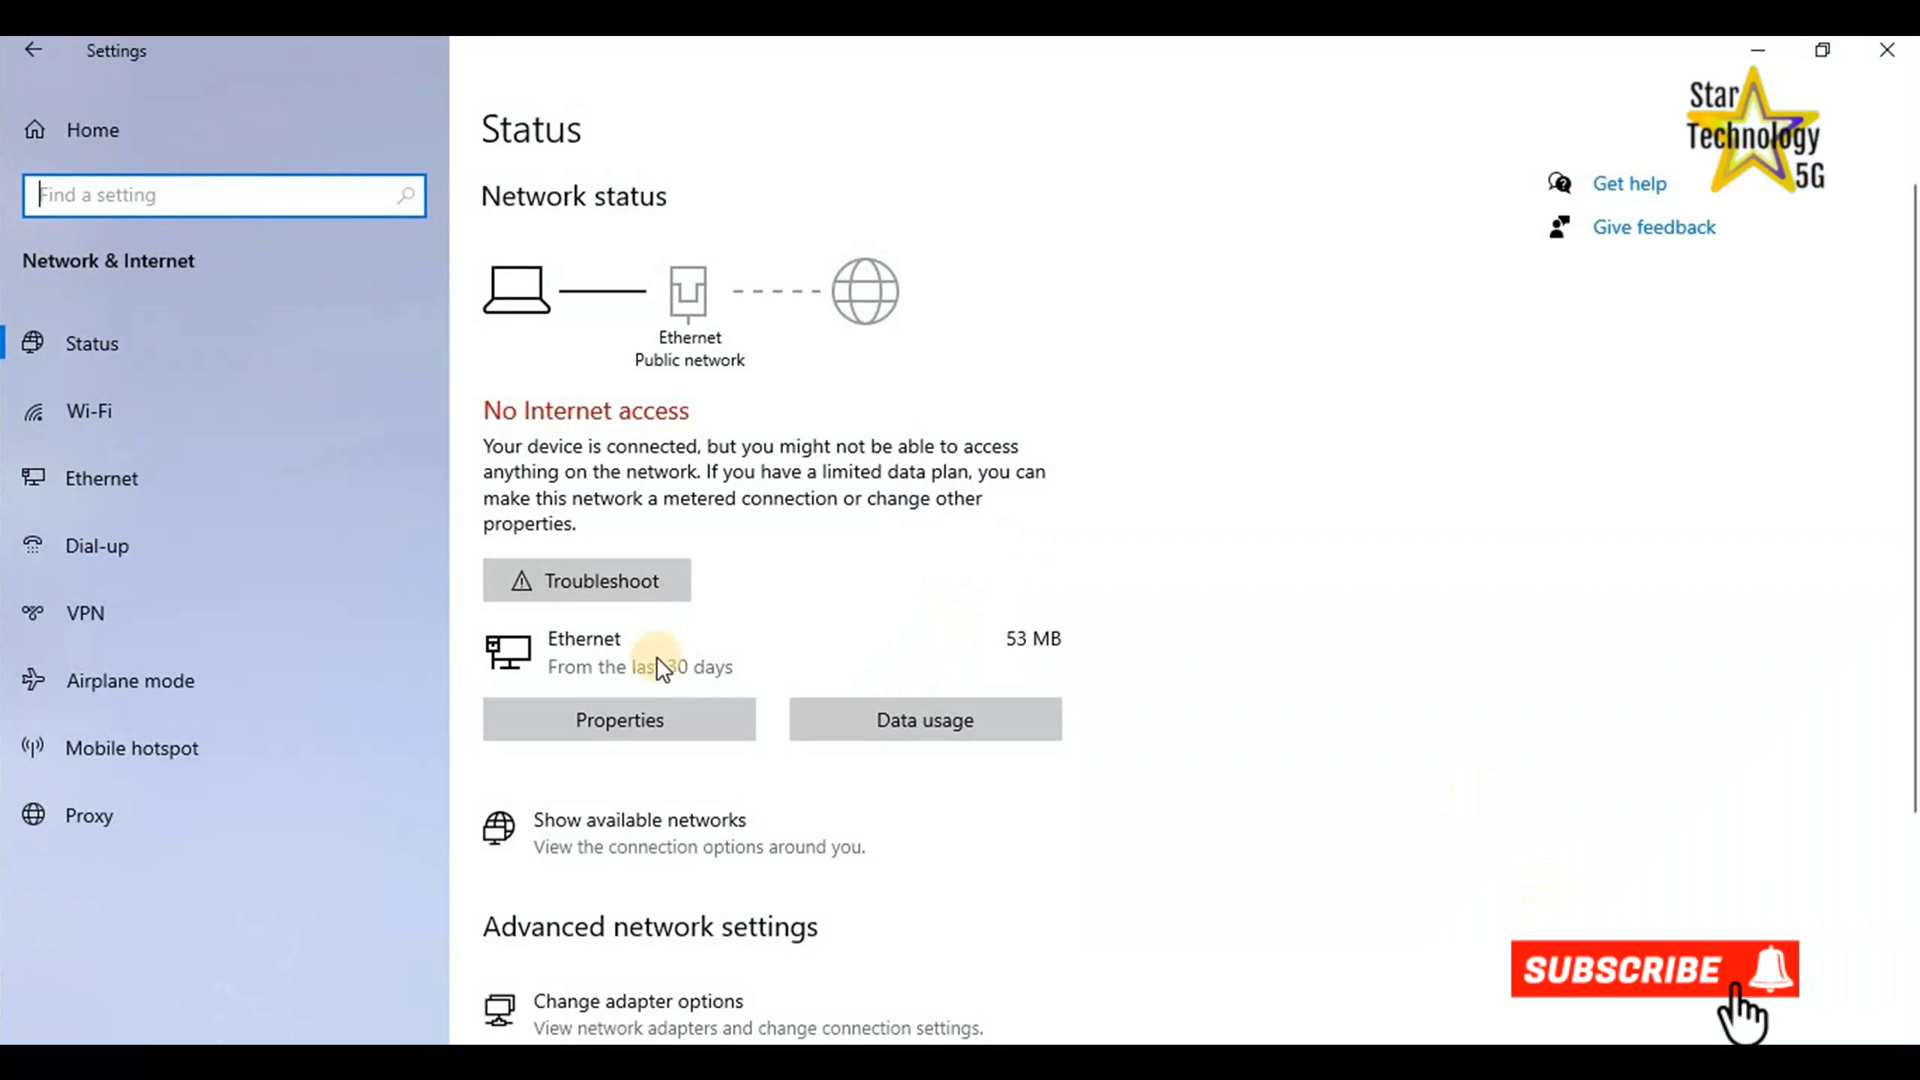 Settings
Home
Find a setting
Network & Internet
Status
Wi-Fi
Ethernet
Dial-up
VPN
Airplane mode
Mobile hotspot
Proxy
Status
Network status
Ethernet
Public network
No Internet access
Your device is connected, but you might not be able to access
anything on the network. If you have a limited data plan, you can
make this network a metered connection or change other
properties.
Troubleshoot
Ethernet
53 MB
From the last 30 days
Properties
Data usage
Show available networks
View the connection options around you.
Advanced network settings
Change adapter options
View network adapters and change connection settings.
Star
Technology
5G
Get help
Give feedback
SUBSCRIBE